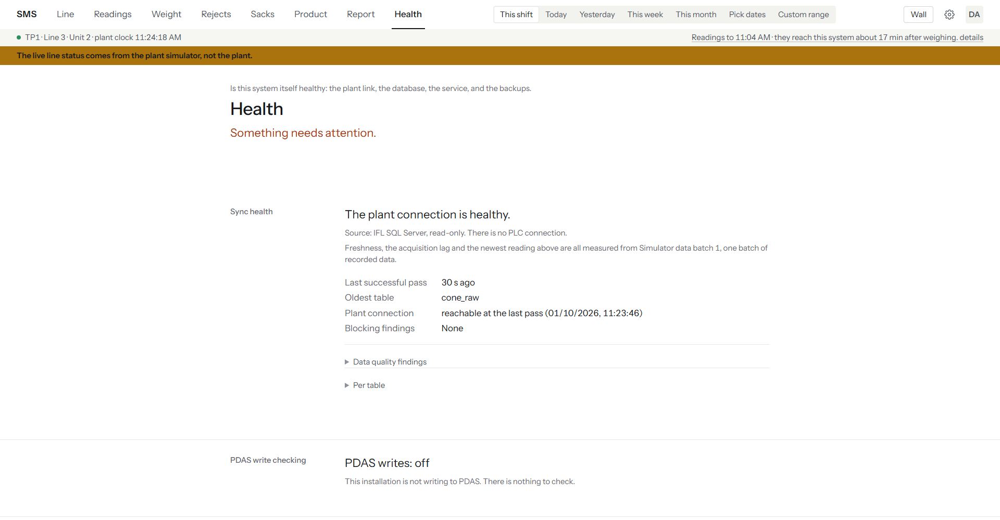 SMS Line Readings Weight Rejects Sacks Product Report Health This shift Today Yesterday This week This month Pick dates Custom range Wall DA
TP1 · Line 3 · Unit 2 · plant clock 11:24:18 AM Readings to 11:04 AM · they reach this system about 17 min after weighing. details
The live line status comes from the plant simulator, not the plant.
Is this system itself healthy: the plant link, the database, the service, and the backups.
Health
Something needs attention.
Sync health
The plant connection is healthy.
Source: IFL SQL Server, read-only. There is no PLC connection.
Freshness, the acquisition lag and the newest reading above are all measured from Simulator data batch 1, one batch of
recorded data.
Last successful pass 30 s ago
Oldest table cone_raw
Plant connection reachable at the last pass (01/10/2026, 11:23:46)
Blocking findings None
Data quality findings
Per table
PDAS write checking
PDAS writes: off
This installation is not writing to PDAS. There is nothing to check.